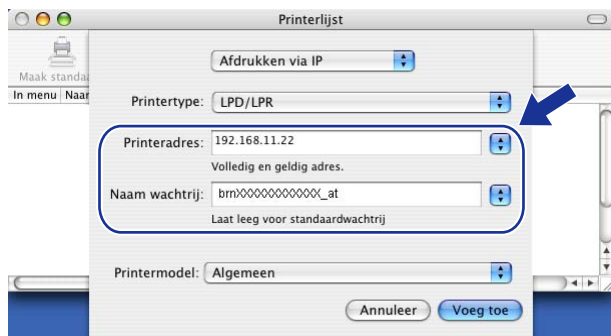 Printerlijst
Afdrukken via IP
Maak standaa
In menu Naar
Printertype: LPD/LPR
Printeradres: 192.168.11.22
Volledig en geldig adres.
Naam wachtrij: brnXXXXXXXXXXXX_at
Laat leeg voor standaardwachtrij
Printermodel: Algemeen
Annuleer Voeg toe